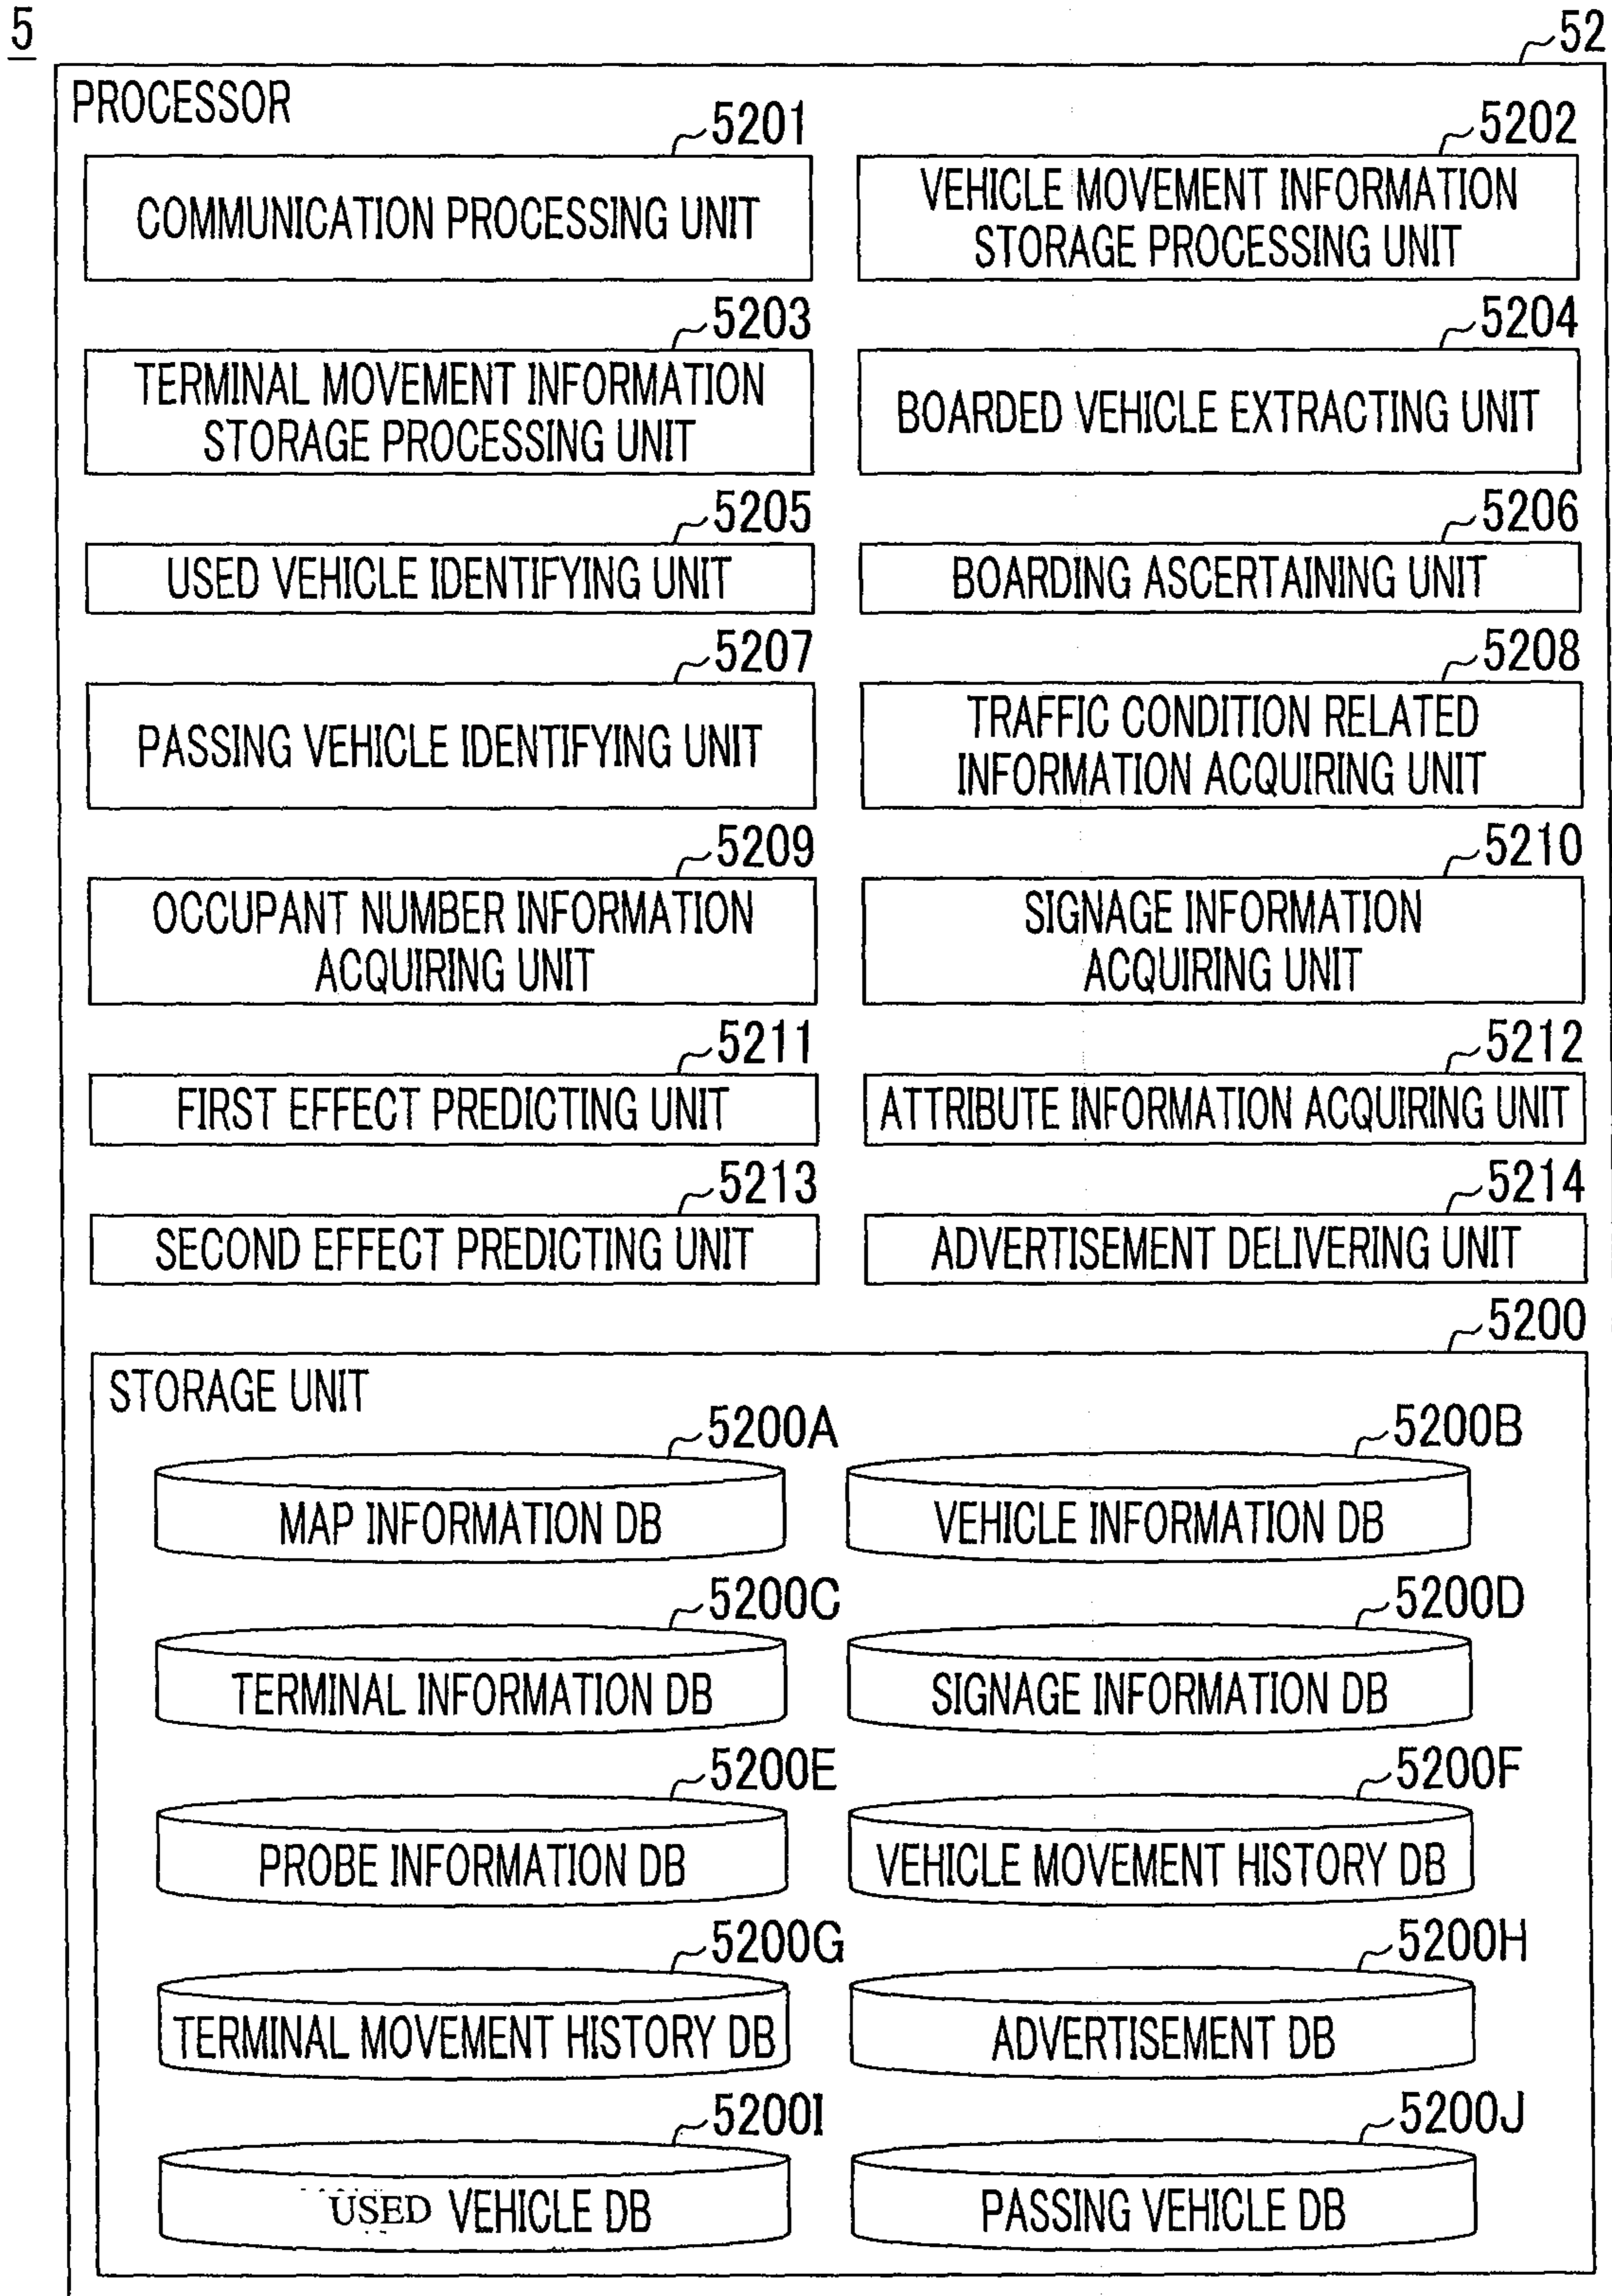 5
52
PROCESSOR
5201
COMMUNICATION PROCESSING UNIT
5202
VEHICLE MOVEMENT INFORMATION
STORAGE PROCESSING UNIT
5203
TERMINAL MOVEMENT INFORMATION
STORAGE PROCESSING UNIT
5204
BOARDED VEHICLE EXTRACTING UNIT
5205
USED VEHICLE IDENTIFYING UNIT
5206
BOARDING ASCERTAINING UNIT
5207
PASSING VEHICLE IDENTIFYING UNIT
5208
TRAFFIC CONDITION RELATED
INFORMATION ACQUIRING UNIT
5209
OCCUPANT NUMBER INFORMATION
ACQUIRING UNIT
5210
SIGNAGE INFORMATION
ACQUIRING UNIT
5211
FIRST EFFECT PREDICTING UNIT
5212
ATTRIBUTE INFORMATION ACQUIRING UNIT
5213
SECOND EFFECT PREDICTING UNIT
5214
ADVERTISEMENT DELIVERING UNIT
5200
STORAGE UNIT
5200A
MAP INFORMATION DB
5200B
VEHICLE INFORMATION DB
5200C
TERMINAL INFORMATION DB
5200D
SIGNAGE INFORMATION DB
5200E
PROBE INFORMATION DB
5200F
VEHICLE MOVEMENT HISTORY DB
5200G
TERMINAL MOVEMENT HISTORY DB
5200H
ADVERTISEMENT DB
5200I
USED VEHICLE DB
5200J
PASSING VEHICLE DB